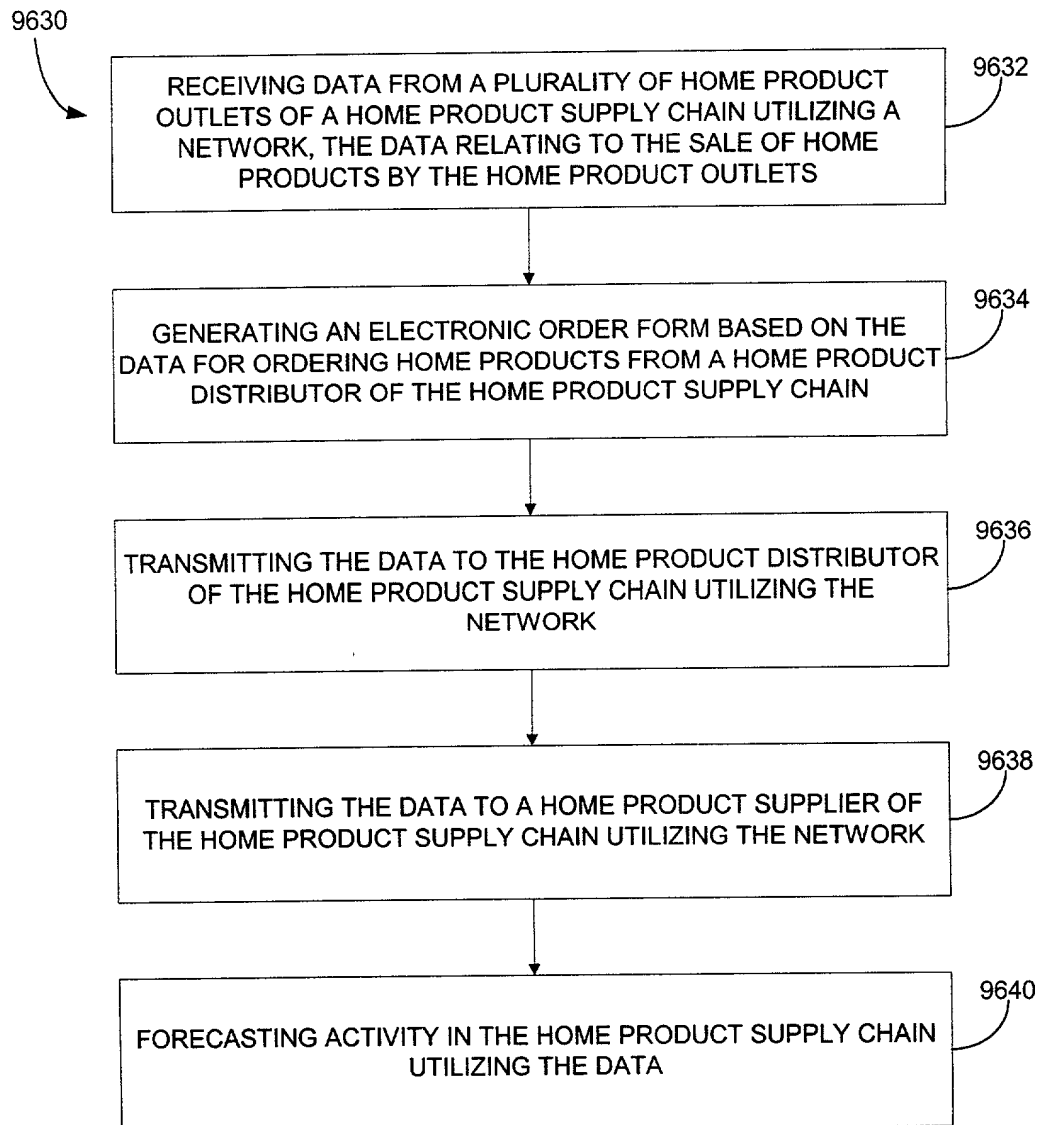 9630
RECEIVING DATA FROM A PLURALITY OF HOME PRODUCT
OUTLETS OF A HOME PRODUCT SUPPLY CHAIN UTILIZING A
NETWORK, THE DATA RELATING TO THE SALE OF HOME
PRODUCTS BY THE HOME PRODUCT OUTLETS
9632
GENERATING AN ELECTRONIC ORDER FORM BASED ON THE
DATA FOR ORDERING HOME PRODUCTS FROM A HOME PRODUCT
DISTRIBUTOR OF THE HOME PRODUCT SUPPLY CHAIN
9634
TRANSMITTING THE DATA TO THE HOME PRODUCT DISTRIBUTOR
OF THE HOME PRODUCT SUPPLY CHAIN UTILIZING THE
NETWORK
9636
TRANSMITTING THE DATA TO A HOME PRODUCT SUPPLIER OF
THE HOME PRODUCT SUPPLY CHAIN UTILIZING THE NETWORK
9638
FORECASTING ACTIVITY IN THE HOME PRODUCT SUPPLY CHAIN
UTILIZING THE DATA
9640